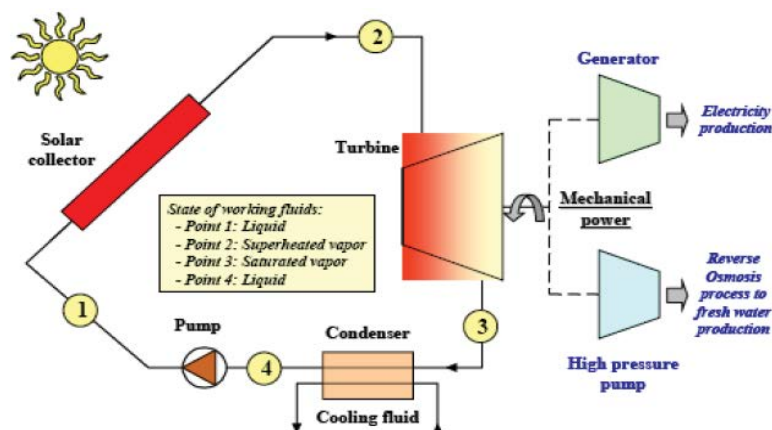 2
Generator
Solar
collector
Turbine
Electricity
production
State of working fluids:
- Point 1: Liquid
- Point 2: Superheated vapor
- Point 3: Saturated vapor
- Point 4: Liquid
Mechanical
power
Reverse
Osmosis
process to
fresh water
production
1
Pump
Condenser
3
4
High pressure
pump
Cooling fluid